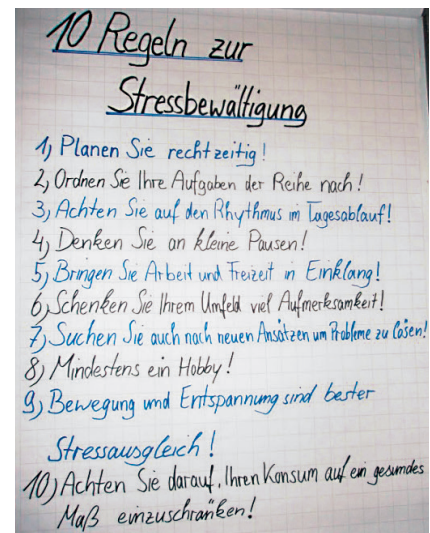 10 Regeln zur
Stressbewältigung
1) Planen Sie rechtzeitig!
2) Ordnen Sie Ihre Aufgaben der Reihe nach!
3) Achten Sie auf den Rhythmus im Tagesablauf!
4) Denken Sie an kleine Pausen!
5) Bringen Sie Arbeit und Freizeit in Einklang!
6) Schenken Sie Ihrem Umfeld viel Aufmerksamkeit!
7) Suchen Sie auch nach neuen Ansätzen um Probleme zu lösen!
8) Mindestens ein Hobby!
9) Bewegung und Entspannung sind bester
Stressausgleich!
10) Achten Sie darauf, Ihren Konsum auf ein gesundes
Maß einzuschränken!